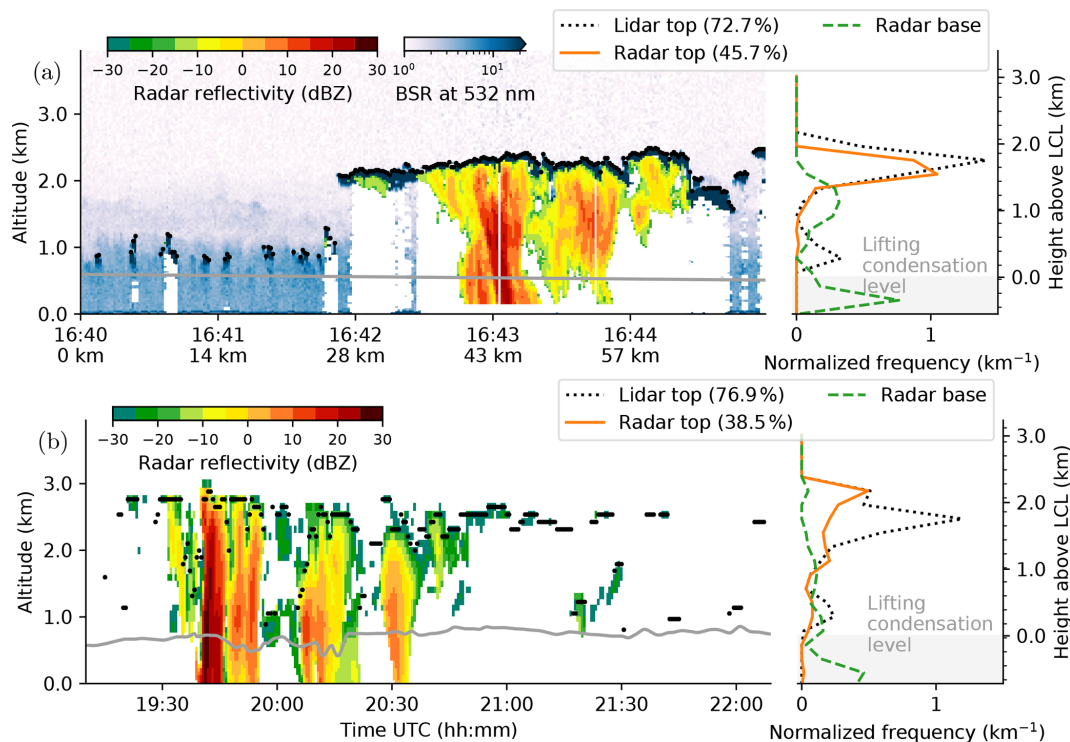 Lidar top (72.7%)
Radar top (45.7%)
Radar base
(a)
−30 −20 −10 0 10 20 30
Radar reflectivity (dBZ)
10⁰ 10¹
BSR at 532 nm
Altitude (km)
3.0
2.0
1.0
0.0
16:40 16:41 16:42 16:43 16:44
0 km 14 km 28 km 43 km 57 km
Lifting
condensation
level
0 1
Normalized frequency (km⁻¹)
3.0
2.0
1.0
0.0
Height above LCL (km)
Lidar top (76.9%)
Radar top (38.5%)
Radar base
(b)
−30 −20 −10 0 10 20 30
Radar reflectivity (dBZ)
Altitude (km)
3.0
2.0
1.0
0.0
19:30 20:00 20:30 21:00 21:30 22:00
Time UTC (hh:mm)
Lifting
condensation
level
0 1
Normalized frequency (km⁻¹)
3.0
2.0
1.0
0.0
Height above LCL (km)